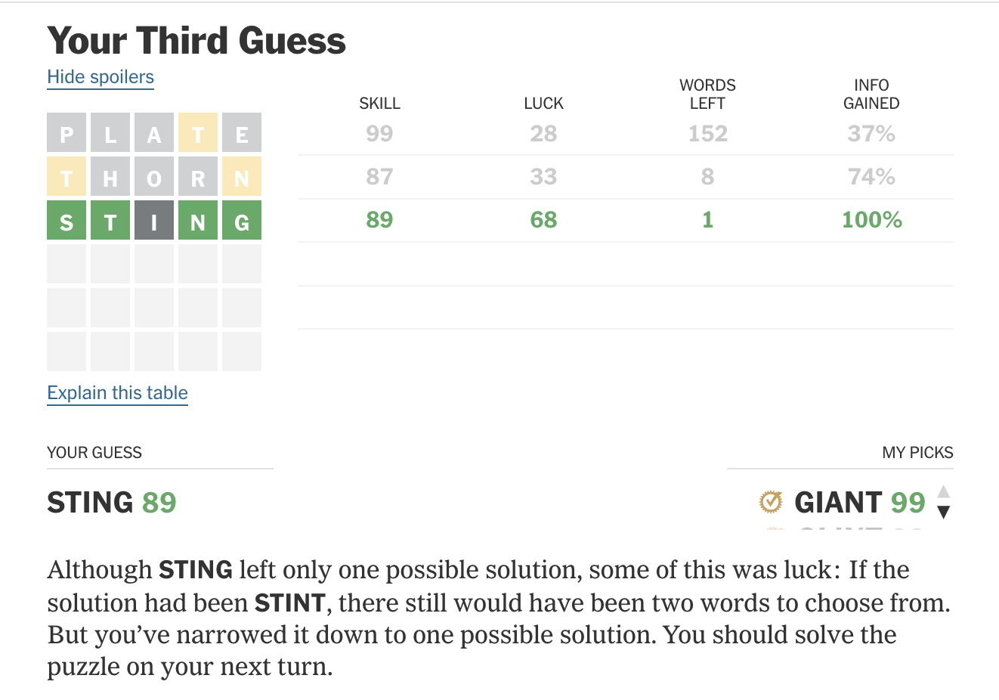 Your Third Guess
Hide spoilers
SKILL LUCK WORDS LEFT INFO GAINED
P L A T E 99 28 152 37%
T H O R N 87 33 8 74%
S T I N G 89 68 1 100%
Explain this table
YOUR GUESS MY PICKS
STING 89 GIANT 99
Although STING left only one possible solution, some of this was luck: If the
solution had been STINT, there still would have been two words to choose from.
But you’ve narrowed it down to one possible solution. You should solve the
puzzle on your next turn.